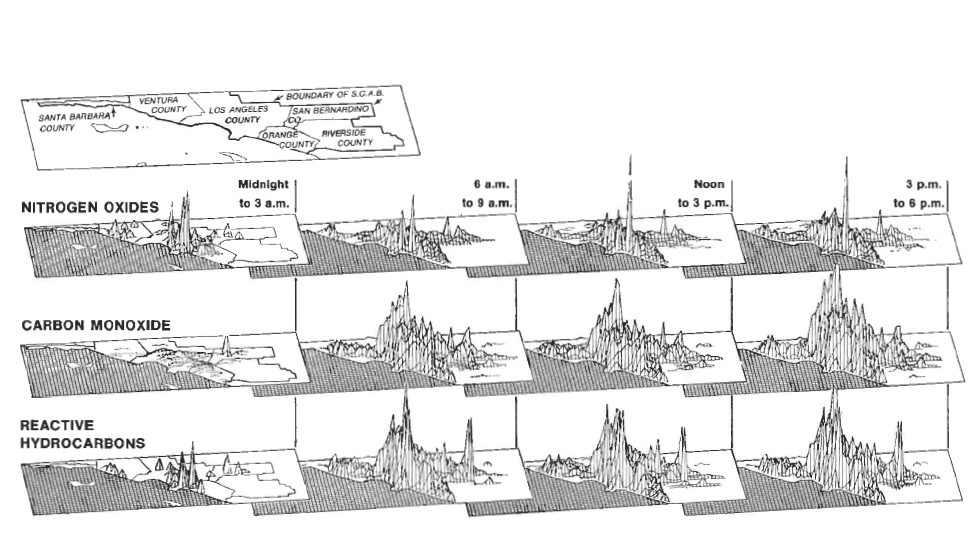 BOUNDARY OF S.C.A.B.
VENTURA
COUNTY
LOS ANGELES
COUNTY
SAN BERNARDINO
CO.
SANTA BARBARA
COUNTY
ORANGE
COUNTY
RIVERSIDE
COUNTY
Midnight
to 3 a.m.
6 a.m.
to 9 a.m.
Noon
to 3 p.m.
3 p.m.
to 6 p.m.
NITROGEN OXIDES
CARBON MONOXIDE
REACTIVE
HYDROCARBONS